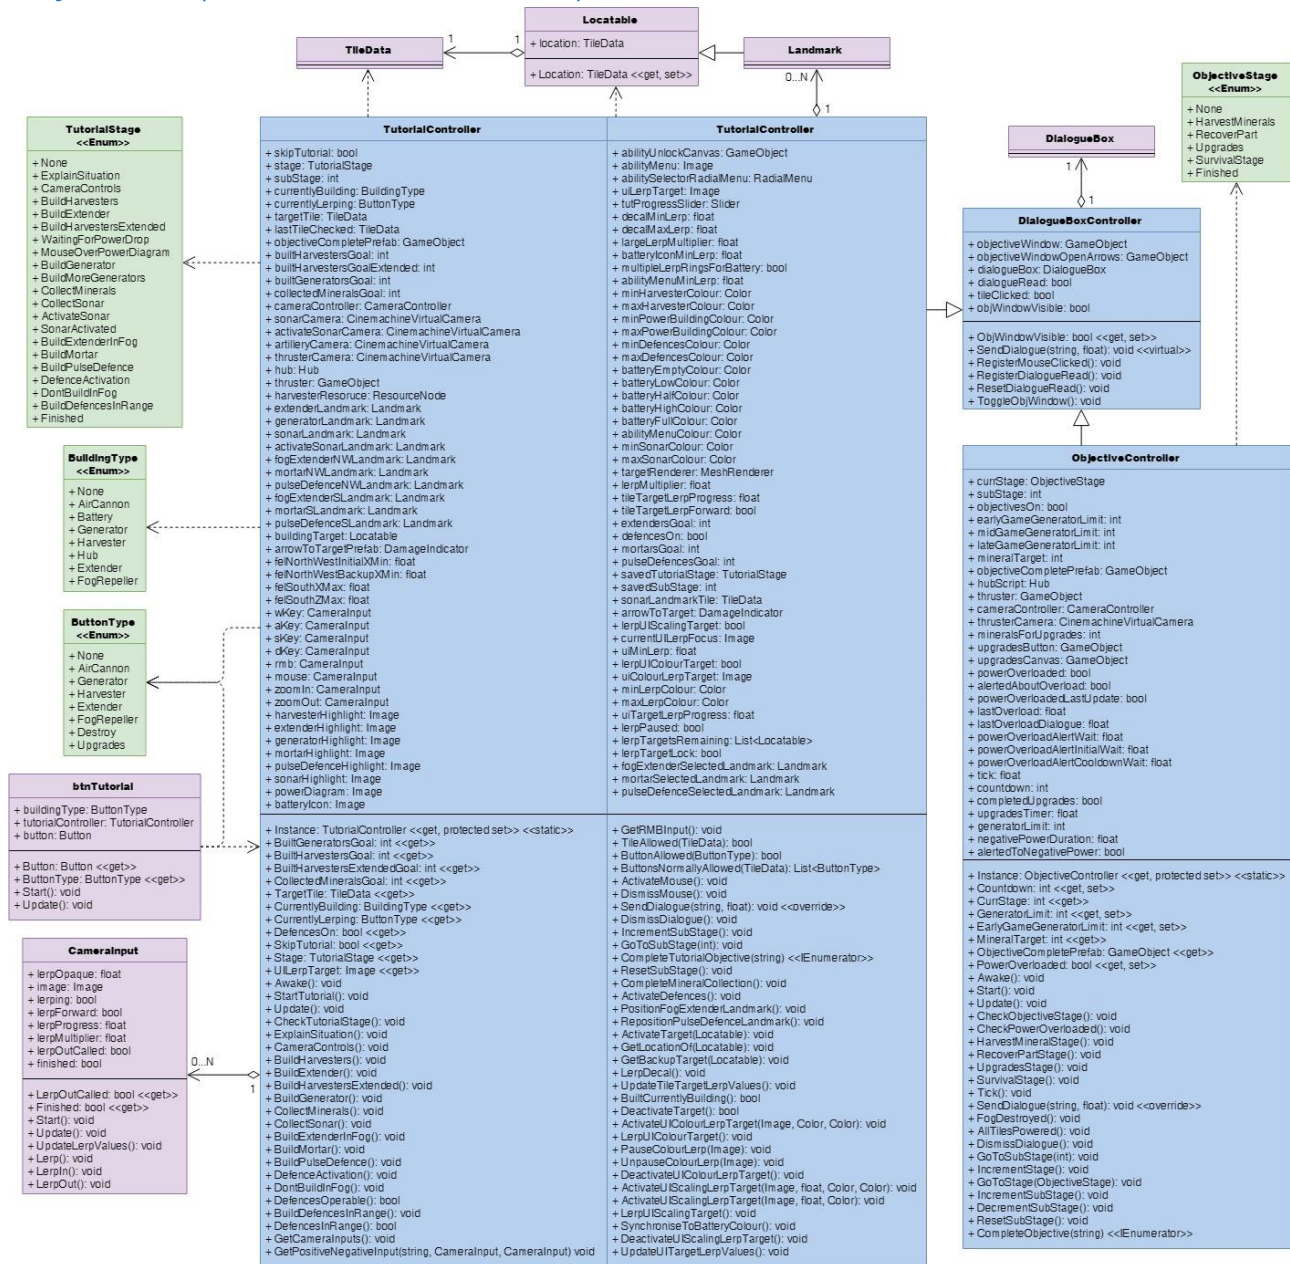 Locatable
+ location: TileData
+ Location: TileData <<get, set>>
TileData
Landmark
1
1
0...N
1
TutorialStage
<<Enum>>
+ None
+ ExplainSituation
+ CameraControls
+ BuildHarvesters
+ BuildExtender
+ BuildHarvestersExtended
+ WaitingForPowerDrop
+ MouseOverPowerDiagram
+ BuildGenerator
+ BuildMoreGenerators
+ CollectMinerals
+ CollectSonar
+ ActivateSonar
+ SonarActivated
+ BuildExtenderInFog
+ BuildMortar
+ BuildPulseDefence
+ DefenceActivation
+ DontBuildInFog
+ BuildDefencesInRange
+ Finished
BuildingType
<<Enum>>
+ None
+ AirCannon
+ Battery
+ Generator
+ Harvester
+ Hub
+ Extender
+ FogRepeller
ButtonType
<<Enum>>
+ None
+ AirCannon
+ Generator
+ Harvester
+ Extender
+ FogRepeller
+ Destroy
+ Upgrades
btnTutorial
+ buildingType: ButtonType
+ tutorialController: TutorialController
+ button: Button
+ Button: Button <<get>>
+ ButtonType: ButtonType <<get>>
+ Start(): void
+ Update(): void
CameraInput
+ lerpOpaque: float
+ image: Image
+ lerping: bool
+ lerpForward: bool
+ lerpProgress: float
+ lerpMultiplier: float
+ lerpOutCalled: bool
+ finished: bool
+ LerpOutCalled: bool <<get>>
+ Finished: bool <<get>>
+ Start(): void
+ Update(): void
+ UpdateLerpValues(): void
+ Lerp(): void
+ LerpIn(): void
+ LerpOut(): void
0...N
1
TutorialController
+ skipTutorial: bool
+ stage: TutorialStage
+ subStage: int
+ currentlyBuilding: BuildingType
+ currentlyLerping: ButtonType
+ targetTile: TileData
+ lastTileChecked: TileData
+ objectiveCompletePrefab: GameObject
+ builtHarvestersGoal: int
+ builtHarvestersGoalExtended: int
+ builtGeneratorsGoal: int
+ collectedMineralsGoal: int
+ cameraController: CameraController
+ sonarCamera: CinemachineVirtualCamera
+ activateSonarCamera: CinemachineVirtualCamera
+ artilleryCamera: CinemachineVirtualCamera
+ thrusterCamera: CinemachineVirtualCamera
+ hub: Hub
+ thruster: GameObject
+ harvesterResoruce: ResourceNode
+ extenderLandmark: Landmark
+ generatorLandmark: Landmark
+ sonarLandmark: Landmark
+ activateSonarLandmark: Landmark
+ fogExtenderNWLandmark: Landmark
+ mortarNWLandmark: Landmark
+ pulseDefenceNWLandmark: Landmark
+ fogExtenderSLandmark: Landmark
+ mortarSLandmark: Landmark
+ pulseDefenceSLandmark: Landmark
+ buildingTarget: Locatable
+ arrowToTargetPrefab: DamageIndicator
+ felNorthWestInitialXMin: float
+ felNorthWestBackupXMin: float
+ felSouthXMax: float
+ felSouthZMax: float
+ wKey: CameraInput
+ aKey: CameraInput
+ sKey: CameraInput
+ dKey: CameraInput
+ rmb: CameraInput
+ mouse: CameraInput
+ zoomIn: CameraInput
+ zoomOut: CameraInput
+ harvesterHighlight: Image
+ extenderHighlight: Image
+ generatorHighlight: Image
+ mortarHighlight: Image
+ pulseDefenceHighlight: Image
+ sonarHighlight: Image
+ powerDiagram: Image
+ batteryIcon: Image
+ Instance: TutorialController <<get, protected set>> <<static>>
+ BuiltGeneratorsGoal: int <<get>>
+ BuiltHarvestersGoal: int <<get>>
+ BuiltHarvestersExtendedGoal: int <<get>>
+ CollectedMineralsGoal: int <<get>>
+ TargetTile: TileData <<get>>
+ CurrentlyBuilding: BuildingType <<get>>
+ CurrentlyLerping: ButtonType <<get>>
+ DefencesOn: bool <<get>>
+ SkipTutorial: bool <<get>>
+ Stage: TutorialStage <<get>>
+ UILerpTarget: Image <<get>>
+ Awake(): void
+ StartTutorial(): void
+ Update(): void
+ CheckTutorialStage(): void
+ ExplainSituation(): void
+ CameraControls(): void
+ BuildHarvesters(): void
+ BuildExtender(): void
+ BuildHarvestersExtended(): void
+ BuildGenerator(): void
+ CollectMinerals(): void
+ CollectSonar(): void
+ BuildExtenderInFog(): void
+ BuildMortar(): void
+ BuildPulseDefence(): void
+ DefenceActivation(): void
+ DontBuildInFog(): void
+ DefencesOperable(): bool
+ BuildDefencesInRange(): void
+ DefencesInRange(): bool
+ GetCameraInputs(): void
+ GetPositiveNegativeInput(string, CameraInput, CameraInput) void
TutorialController
+ abilityUnlockCanvas: GameObject
+ abilityMenu: Image
+ abilitySelectorRadialMenu: RadialMenu
+ uiLerpTarget: Image
+ tutProgressSlider: Slider
+ decalMinLerp: float
+ decalMaxLerp: float
+ largeLerpMultiplier: float
+ batteryIconMinLerp: float
+ multipleLerpRingsForBattery: bool
+ abilityMenuMinLerp: float
+ minHarvesterColour: Color
+ maxHarvesterColour: Color
+ minPowerBuildingColour: Color
+ maxPowerBuildingColour: Color
+ minDefencesColour: Color
+ maxDefencesColour: Color
+ batteryEmptyColour: Color
+ batteryLowColour: Color
+ batteryHalfColour: Color
+ batteryHighColour: Color
+ batteryFullColour: Color
+ abilityMenuColour: Color
+ minSonarColour: Color
+ maxSonarColour: Color
+ targetRenderer: MeshRenderer
+ lerpMultiplier: float
+ tileTargetLerpProgress: float
+ tileTargetLerpForward: bool
+ extendersGoal: int
+ defencesOn: bool
+ mortarsGoal: int
+ pulseDefencesGoal: int
+ savedTutorialStage: TutorialStage
+ savedSubStage: int
+ sonarLandmarkTile: TileData
+ arrowToTarget: DamageIndicator
+ lerpUIScalingTarget: bool
+ currentUILerpFocus: Image
+ uiMinLerp: float
+ lerpUIColourTarget: bool
+ uiColourLerpTarget: Image
+ minLerpColour: Color
+ maxLerpColour: Color
+ uiTargetLerpProgress: float
+ lerpPaused: bool
+ lerpTargetsRemaining: List<Locatable>
+ lerpTargetLock: bool
+ fogExtenderSelectedLandmark: Landmark
+ mortarSelectedLandmark: Landmark
+ pulseDefenceSelectedLandmark: Landmark
+ GetRMBInput(): void
+ TileAllowed(TileData): bool
+ ButtonAllowed(ButtonType): bool
+ ButtonsNormallyAllowed(TileData): List<ButtonType>
+ ActivateMouse(): void
+ DismissMouse(): void
+ SendDialogue(string, float): void <<override>>
+ DismissDialogue(): void
+ IncrementSubStage(): void
+ GoToSubStage(int): void
+ CompleteTutorialObjective(string) <<IEnumerator>>
+ ResetSubStage(): void
+ CompleteMineralCollection(): void
+ ActivateDefences(): void
+ PositionFogExtenderLandmark(): void
+ RepositionPulseDefenceLandmark(): void
+ ActivateTarget(Locatable): void
+ GetLocationOf(Locatable): void
+ GetBackupTarget(Locatable): void
+ LerpDecal(): void
+ UpdateTileTargetLerpValues(): void
+ BuiltCurrentlyBuilding(): bool
+ DeactivateTarget(): bool
+ ActivateUIColourLerpTarget(Image, Color, Color): void
+ LerpUIColourTarget(): void
+ PauseColourLerp(Image): void
+ UnpauseColourLerp(Image): void
+ DeactivateUIColourLerpTarget(): void
+ ActivateUIScalingLerpTarget(Image, float, Color, Color): void
+ ActivateUIScalingLerpTarget(Image, float, Color): void
+ LerpUIScalingTarget(): void
+ SynchroniseToBatteryColour(): void
+ DeactivateUIScalingLerpTarget(): void
+ UpdateUITargetLerpValues(): void
DialogueBox
1
1
DialogueBoxController
+ objectiveWindow: GameObject
+ objectiveWindowOpenArrows: GameObject
+ dialogueBox: DialogueBox
+ dialogueRead: bool
+ tileClicked: bool
+ objWindowVisible: bool
+ ObjWindowVisible: bool <<get, set>>
+ SendDialogue(string, float): void <<virtual>>
+ RegisterMouseClicked(): void
+ RegisterDialogueRead(): void
+ ResetDialogueRead(): void
+ ToggleObjWindow(): void
ObjectiveStage
<<Enum>>
+ None
+ HarvestMinerals
+ RecoverPart
+ Upgrades
+ SurvivalStage
+ Finished
ObjectiveController
+ currStage: ObjectiveStage
+ subStage: int
+ objectivesOn: bool
+ earlyGameGeneratorLimit: int
+ midGameGeneratorLimit: int
+ lateGameGeneratorLimit: int
+ mineralTarget: int
+ objectiveCompletePrefab: GameObject
+ hubScript: Hub
+ thruster: GameObject
+ cameraController: CameraController
+ thrusterCamera: CinemachineVirtualCamera
+ mineralsForUpgrades: int
+ upgradesButton: GameObject
+ upgradesCanvas: GameObject
+ powerOverloaded: bool
+ alertedAboutOverload: bool
+ powerOverloadedLastUpdate: bool
+ lastOverload: float
+ lastOverloadDialogue: float
+ powerOverloadAlertWait: float
+ powerOverloadAlertInitialWait: float
+ powerOverloadAlertCooldownWait: float
+ tick: float
+ countdown: int
+ completedUpgrades: bool
+ upgradesTimer: float
+ generatorLimit: int
+ negativePowerDuration: float
+ alertedToNegativePower: bool
+ Instance: ObjectiveController <<get, protected set>> <<static>>
+ Countdown: int <<get, set>>
+ CurrStage: int <<get>>
+ GeneratorLimit: int <<get, set>>
+ EarlyGameGeneratorLimit: int <<get, set>>
+ MineralTarget: int <<get>>
+ ObjectiveCompletePrefab: GameObject <<get>>
+ PowerOverloaded: bool <<get, set>>
+ Awake(): void
+ Start(): void
+ Update(): void
+ CheckObjectiveStage(): void
+ CheckPowerOverloaded(): void
+ HarvestMineralStage(): void
+ RecoverPartStage(): void
+ UpgradesStage(): void
+ SurvivalStage(): void
+ Tick(): void
+ SendDialogue(string, float): void <<override>>
+ FogDestroyed(): void
+ AllTilesPowered(): void
+ DismissDialogue(): void
+ GoToSubStage(int): void
+ IncrementStage(): void
+ GoToStage(ObjectiveStage): void
+ IncrementSubStage(): void
+ DecrementSubStage(): void
+ ResetSubStage(): void
+ CompleteObjective(string) <<IEnumerator>>